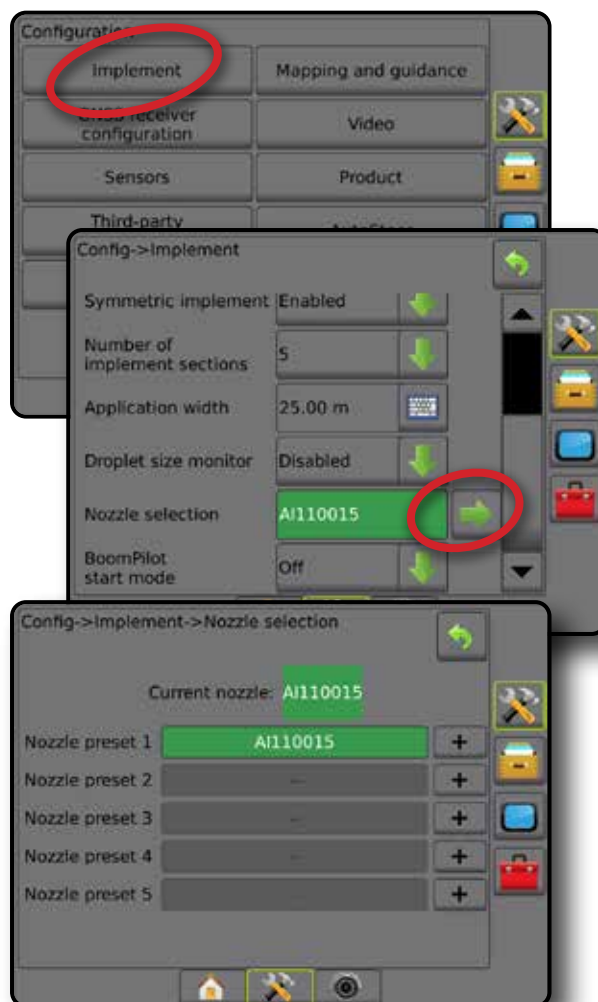 Configuration
Implement
Mapping and guidance
GNSS receiver
configuration
Video
Sensors
Product
Third-party
Config->Implement
Symmetric implement Enabled
Number of
implement sections
5
Application width
25.00 m
Droplet size monitor
Disabled
Nozzle selection
AI110015
BoomPilot
start mode
Off
Config->Implement->Nozzle selection
Current nozzle: AI110015
Nozzle preset 1
AI110015
+
Nozzle preset 2
--
+
Nozzle preset 3
--
+
Nozzle preset 4
--
+
Nozzle preset 5
--
+